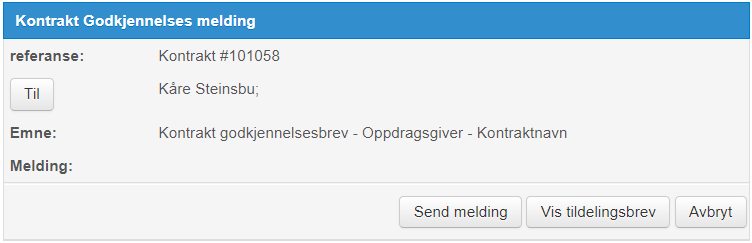 Kontrakt Godkjennelses melding
referanse: Kontrakt #101058
Til Kåre Steinsbu;
Emne: Kontrakt godkjennelsesbrev - Oppdragsgiver - Kontraktnavn
Melding:
Send melding Vis tildelingsbrev Avbryt